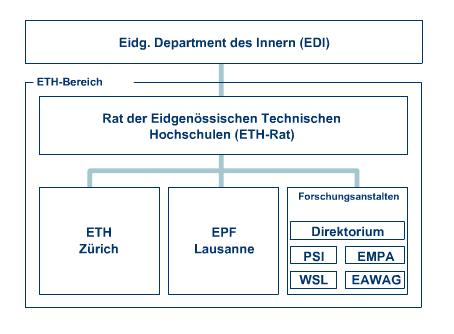 Eidg. Department des Innern (EDI)
ETH-Bereich
Rat der Eidgenössischen Technischen
Hochschulen (ETH-Rat)
ETH
Zürich
EPF
Lausanne
Forschungsanstalten
Direktorium
PSI
EMPA
WSL
EAWAG